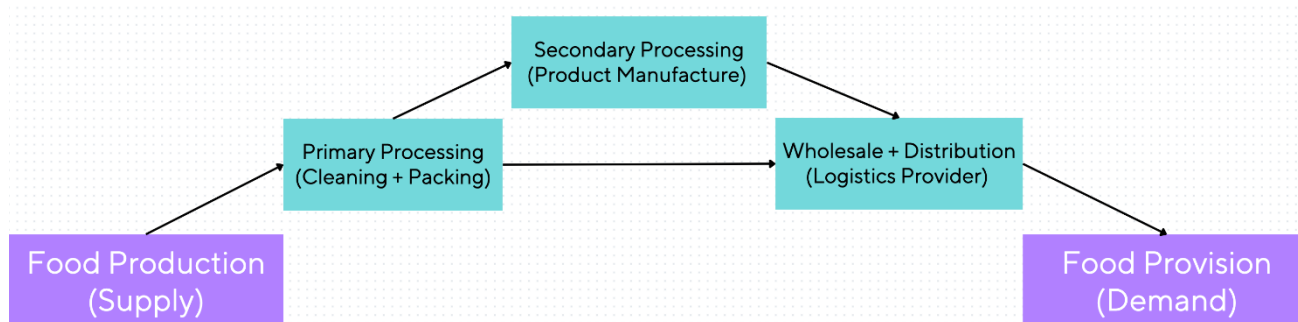 Secondary Processing
(Product Manufacture)
Primary Processing
(Cleaning + Packing)
Wholesale + Distribution
(Logistics Provider)
Food Production
(Supply)
Food Provision
(Demand)